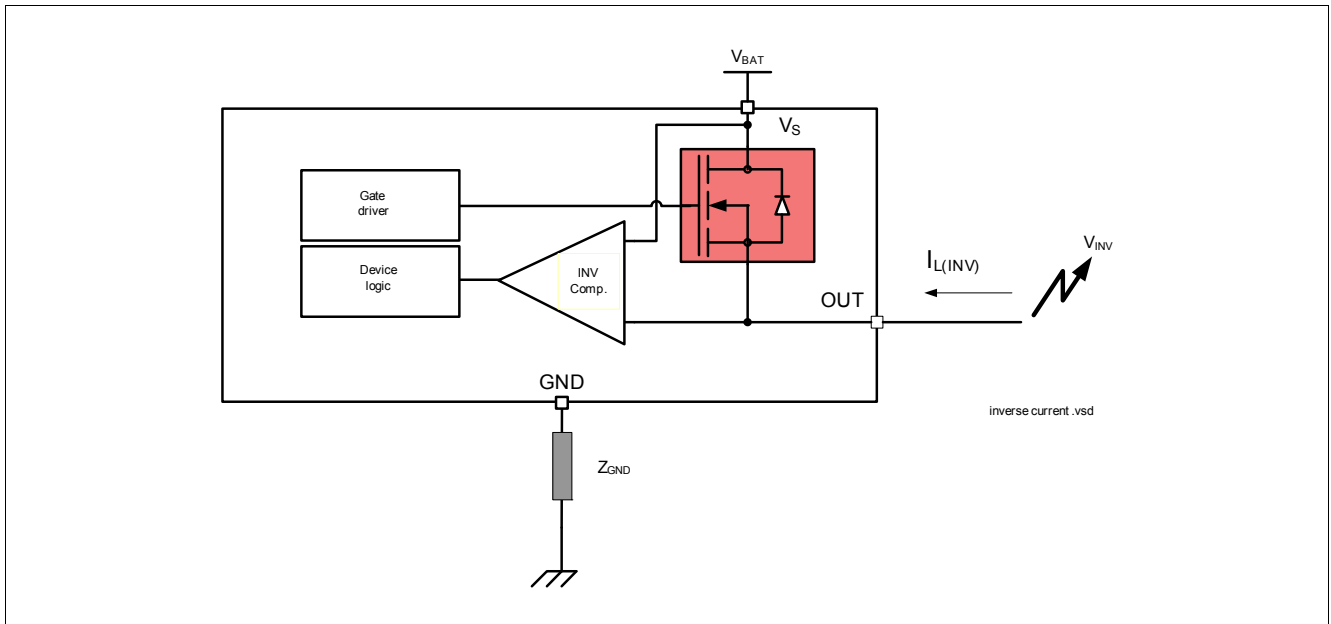 VBAT
VS
Gate
driver
Device
logic
INV
Comp.
IL(INV)
VINV
OUT
GND
inverse current .vsd
ZGND